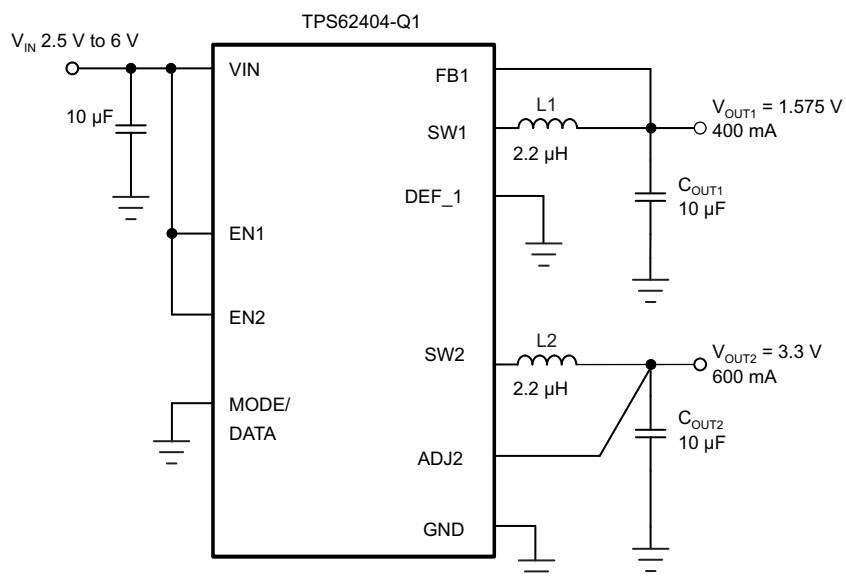 TPS62404-Q1
V_IN 2.5 V to 6 V
VIN
FB1
10 µF
L1
SW1
2.2 µH
V_OUT1 = 1.575 V
400 mA
DEF_1
C_OUT1
10 µF
EN1
EN2
L2
SW2
2.2 µH
V_OUT2 = 3.3 V
600 mA
MODE/
DATA
C_OUT2
10 µF
ADJ2
GND